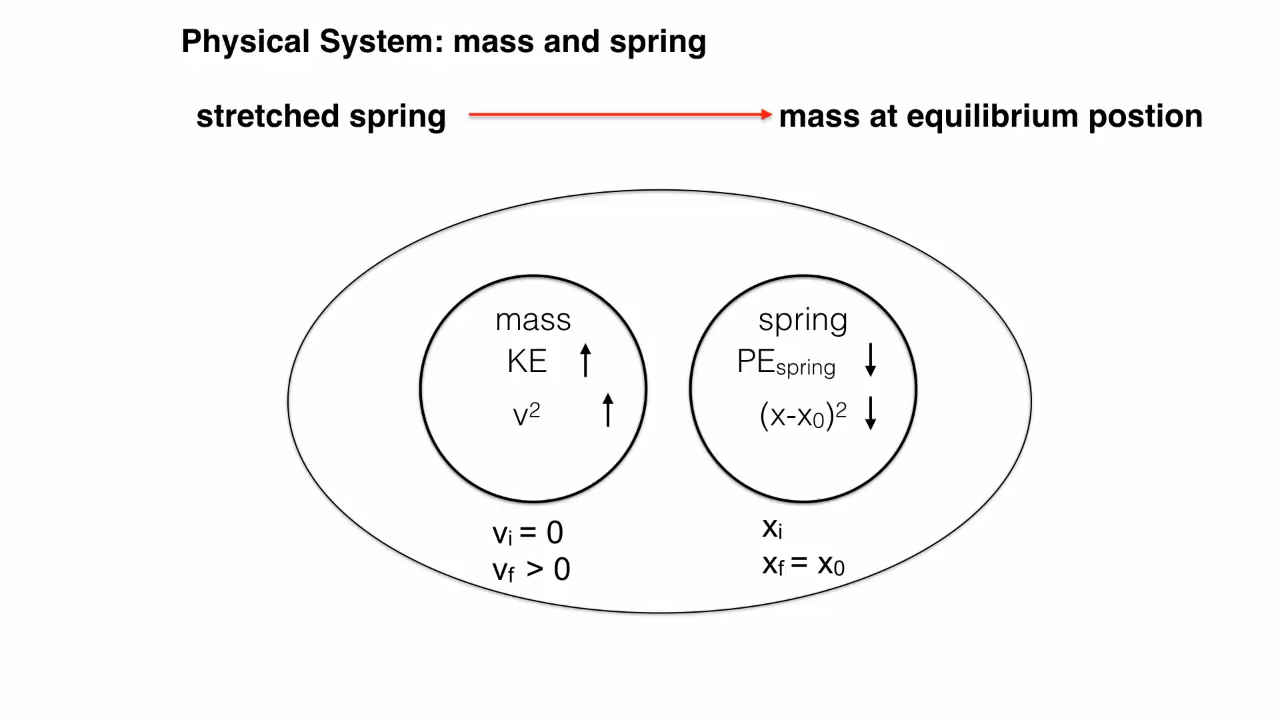 Physical System: mass and spring
stretched spring
mass at equilibrium postion
mass
KE
v²
spring
PEspring
(x-x₀)²
vᵢ = 0
vf > 0
xᵢ
xf = x₀